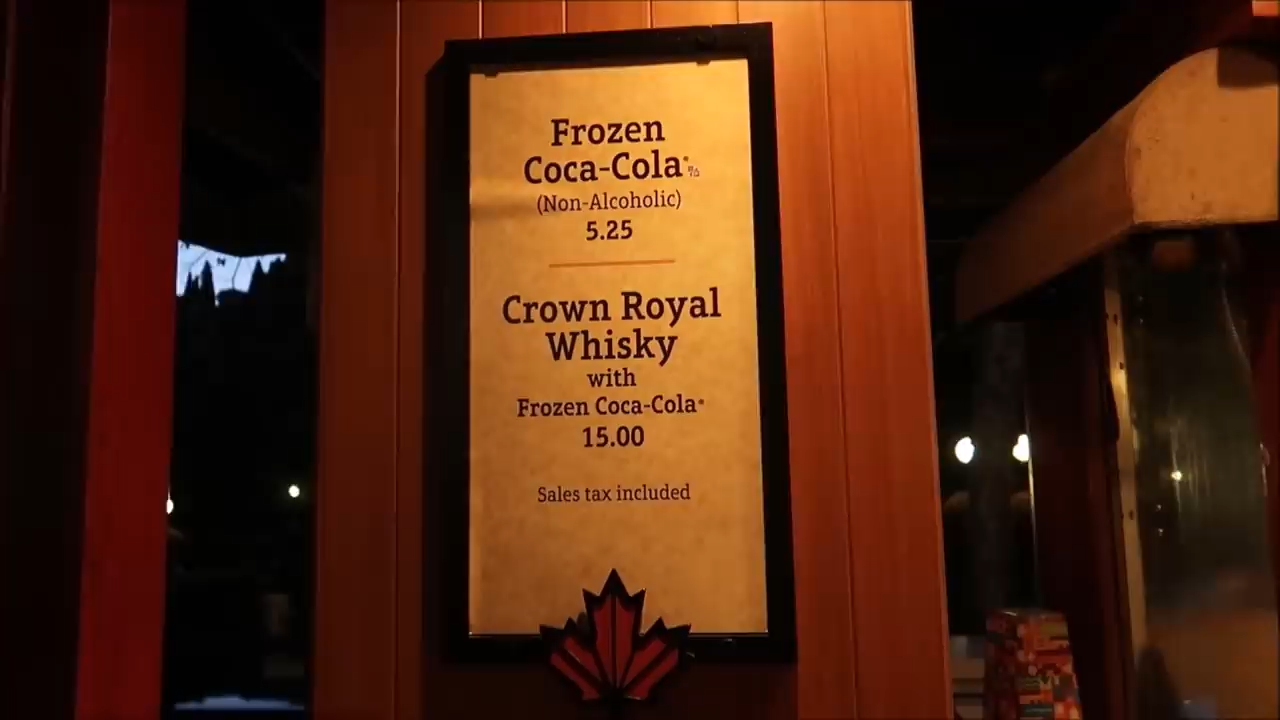 Frozen
Coca-Cola®
(Non-Alcoholic)
5.25
Crown Royal
Whisky
with
Frozen Coca-Cola®
15.00
Sales tax included